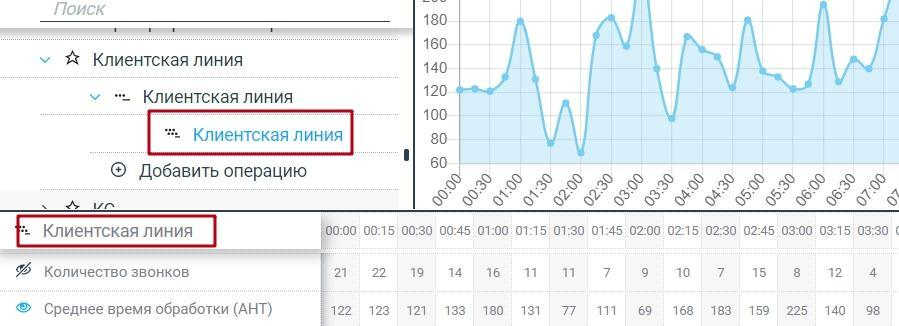 Поиск
Клиентская линия
Клиентская линия
Клиентская линия
Добавить операцию
КС
200
180
160
140
120
100
80
60
00:00 00:30 01:00 01:30 02:00 02:30 03:00 03:30 04:00 04:30 05:00 05:30 06:00 06:30 07:00
Клиентская линия 00:00 00:15 00:30 00:45 01:00 01:15 01:30 01:45 02:00 02:15 02:30 02:45 03:00 03:15 03:30
Количество звонков 21 22 19 14 16 11 11 7 9 10 7 15 8 12 4
Среднее время обработки (АНТ) 122 123 121 133 180 131 77 111 69 168 183 159 225 140 98